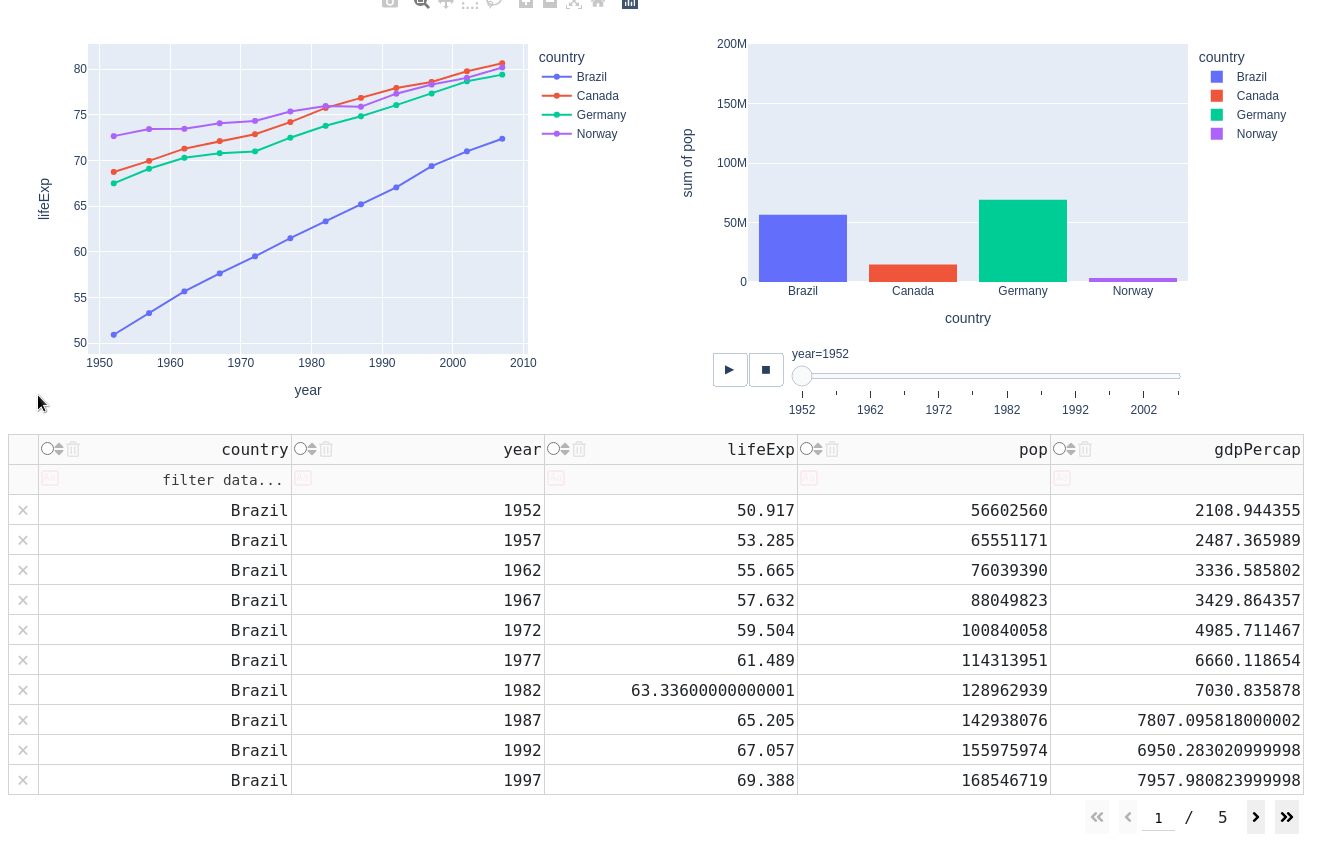 country
Brazil
Canada
Germany
Norway
80
75
70
65
60
55
50
lifeExp
1950 1960 1970 1980 1990 2000 2010
year
200M
150M
100M
50M
0
sum of pop
Brazil Canada Germany Norway
country
country
Brazil
Canada
Germany
Norway
year=1952
1952 1962 1972 1982 1992 2002
country year lifeExp pop gdpPercap
Aa filter data... Aa Aa Aa Aa
× Brazil 1952 50.917 56602560 2108.944355
× Brazil 1957 53.285 65551171 2487.365989
× Brazil 1962 55.665 76039390 3336.585802
× Brazil 1967 57.632 88049823 3429.864357
× Brazil 1972 59.504 100840058 4985.711467
× Brazil 1977 61.489 114313951 6660.118654
× Brazil 1982 63.33600000000001 128962939 7030.835878
× Brazil 1987 65.205 142938076 7807.095818000002
× Brazil 1992 67.057 155975974 6950.283020999998
× Brazil 1997 69.388 168546719 7957.980823999998
1 / 5